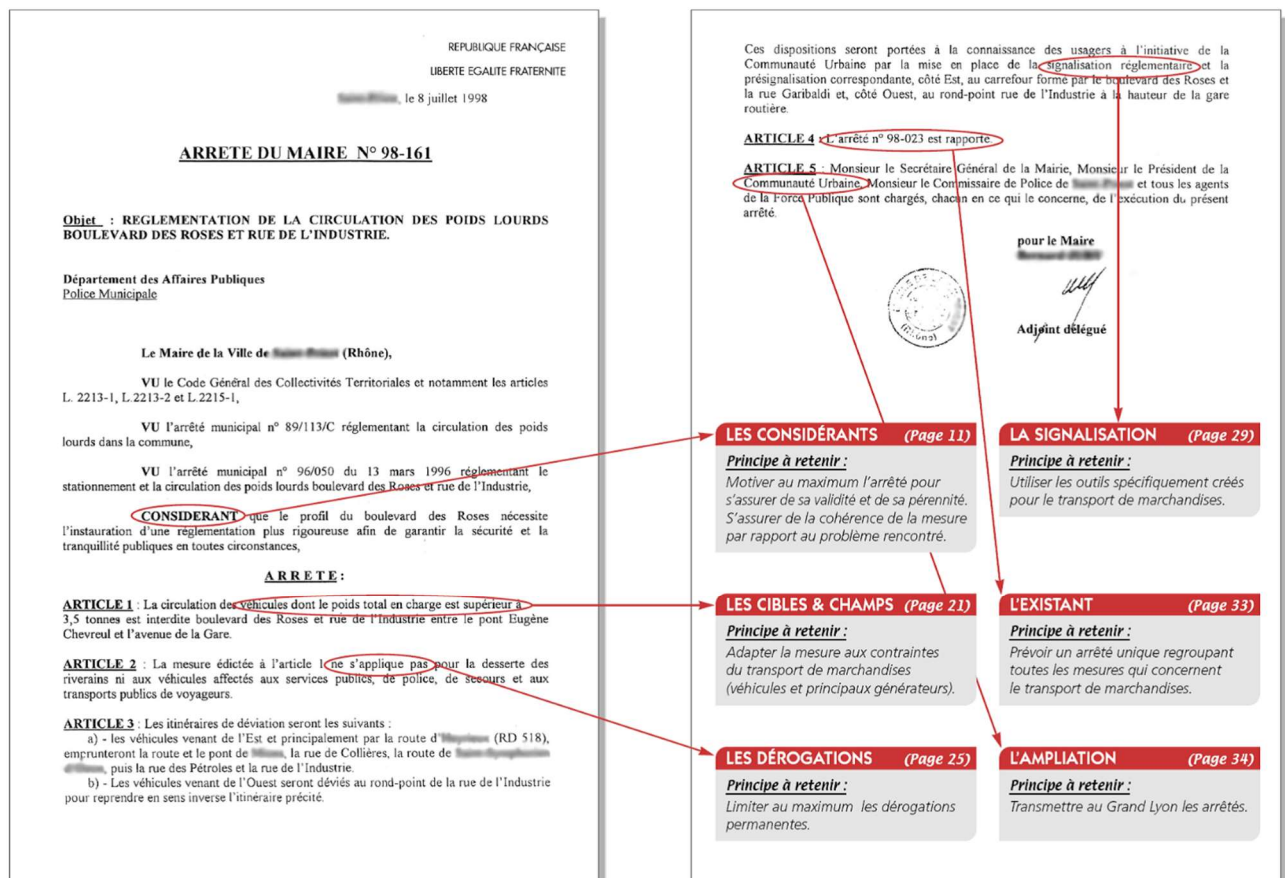 REPUBLIQUE FRANÇAISE
LIBERTE EGALITE FRATERNITE
, le 8 juillet 1998
ARRETE DU MAIRE N° 98-161
Objet : REGLEMENTATION DE LA CIRCULATION DES POIDS LOURDS
BOULEVARD DES ROSES ET RUE DE L'INDUSTRIE.
Département des Affaires Publiques
Police Municipale
Le Maire de la Ville de (Rhône),
VU le Code Général des Collectivités Territoriales et notamment les articles
L. 2213-1, L.2213-2 et L.2215-1,
VU l'arrêté municipal n° 89/113/C réglementant la circulation des poids
lourds dans la commune,
VU l'arrêté municipal n° 96/050 du 13 mars 1996 réglementant le
stationnement et la circulation des poids lourds boulevard des Roses et rue de l'Industrie,
CONSIDERANT que le profil du boulevard des Roses nécessite
l'instauration d'une réglementation plus rigoureuse afin de garantir la sécurité et la
tranquillité publiques en toutes circonstances,
ARRETE :
ARTICLE 1 : La circulation des véhicules dont le poids total en charge est supérieur à
3,5 tonnes est interdite boulevard des Roses et rue de l'Industrie entre le pont Eugène
Chevreul et l'avenue de la Gare.
ARTICLE 2 : La mesure édictée à l'article 1 ne s'applique pas pour la desserte des
riverains ni aux véhicules affectés aux services publics, de police, de secours et aux
transports publics de voyageurs.
ARTICLE 3 : Les itinéraires de déviation seront les suivants :
a) - les véhicules venant de l'Est et principalement par la route d' (RD 518),
emprunteront la route et le pont de , la rue de Collières, la route de
, puis la rue des Pétroles et la rue de l'Industrie.
b) - Les véhicules venant de l'Ouest seront déviés au rond-point de la rue de l'Industrie
pour reprendre en sens inverse l'itinéraire précité.
Ces dispositions seront portées à la connaissance des usagers à l'initiative de la
Communauté Urbaine par la mise en place de la signalisation réglementaire et la
présignalisation correspondante, côté Est, au carrefour formé par le boulevard des Roses et
la rue Garibaldi et, côté Ouest, au rond-point rue de l'Industrie à la hauteur de la gare
routière.
ARTICLE 4 : L'arrêté n° 98-023 est rapporte.
ARTICLE 5 : Monsieur le Secrétaire Général de la Mairie, Monsieur le Président de la
Communauté Urbaine, Monsieur le Commissaire de Police de et tous les agents
de la Force Publique sont chargés, chacun en ce qui le concerne, de l'exécution du présent
arrêté.
pour le Maire
Adjoint délégué
(Rhône)
LES CONSIDÉRANTS (Page 11)
Principe à retenir :
Motiver au maximum l'arrêté pour
s'assurer de sa validité et de sa pérennité.
S'assurer de la cohérence de la mesure
par rapport au problème rencontré.
LA SIGNALISATION (Page 29)
Principe à retenir :
Utiliser les outils spécifiquement créés
pour le transport de marchandises.
LES CIBLES & CHAMPS (Page 21)
Principe à retenir :
Adapter la mesure aux contraintes
du transport de marchandises
(véhicules et principaux générateurs).
L'EXISTANT (Page 33)
Principe à retenir :
Prévoir un arrêté unique regroupant
toutes les mesures qui concernent
le transport de marchandises.
LES DÉROGATIONS (Page 25)
Principe à retenir :
Limiter au maximum les dérogations
permanentes.
L'AMPLIATION (Page 34)
Principe à retenir :
Transmettre au Grand Lyon les arrêtés.